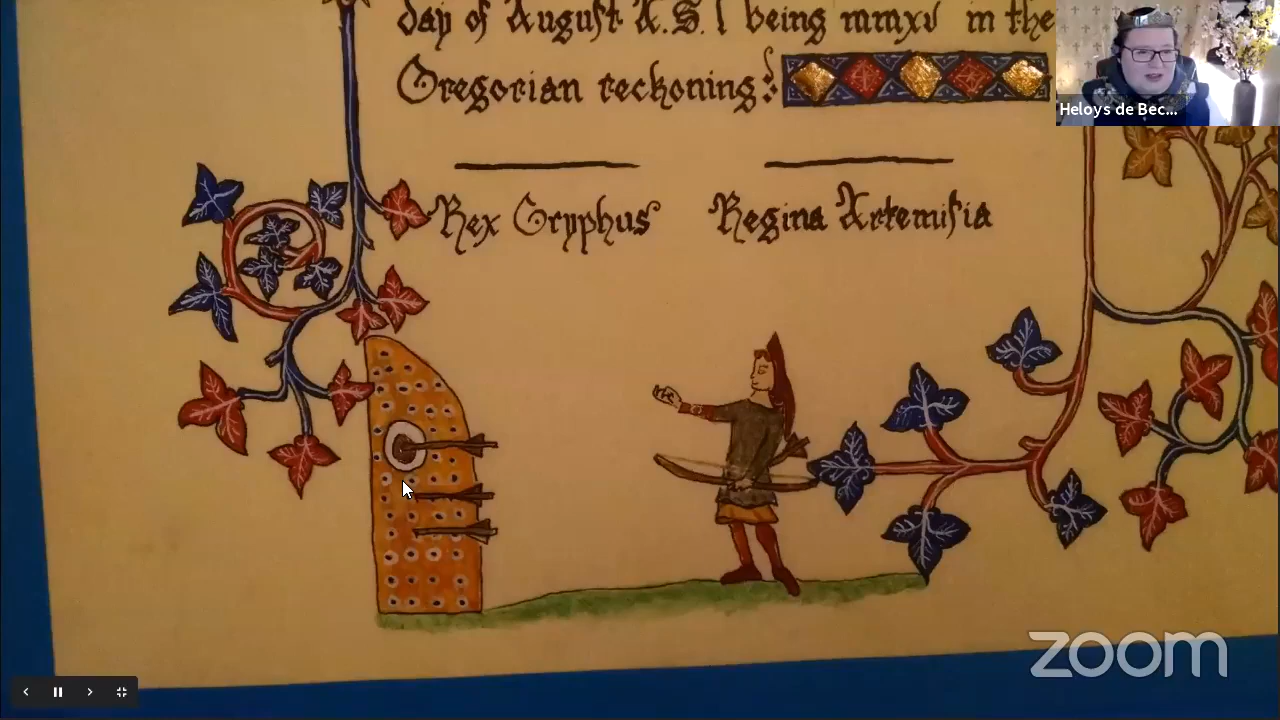 day of August A.S. l being mmxv in the
Gregorian reckoning:
Heloys de Bec...
Rex Gryphus
Regina Artemisia
zoom